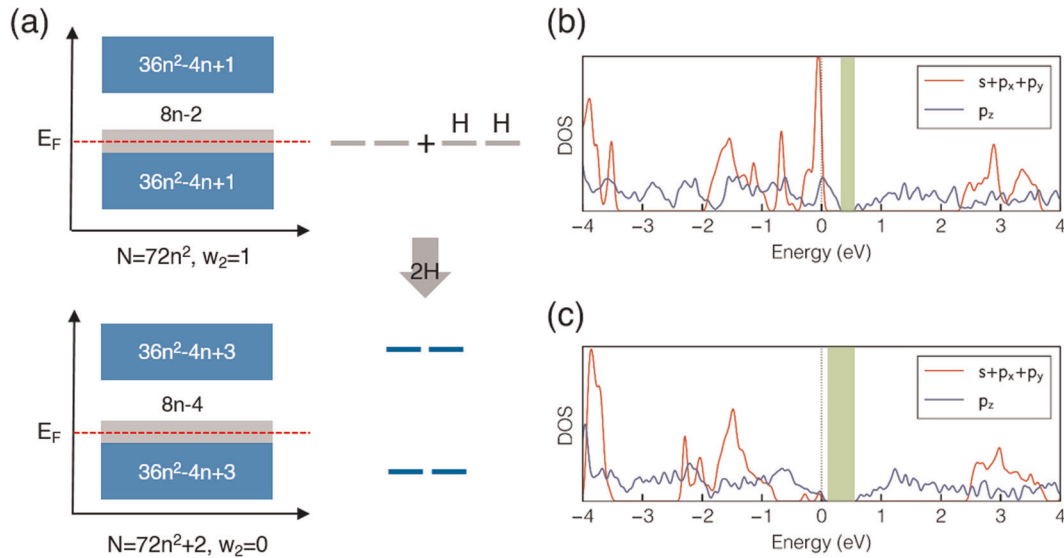 (a)
36n²-4n+1
8n-2
E_F
36n²-4n+1
N=72n², w₂=1
H H
+
2H
36n²-4n+3
8n-4
E_F
36n²-4n+3
N=72n²+2, w₂=0
(b)
DOS
s+pₓ+p_y
p_z
−4 −3 −2 −1 0 1 2 3 4
Energy (eV)
(c)
DOS
s+pₓ+p_y
p_z
−4 −3 −2 −1 0 1 2 3 4
Energy (eV)